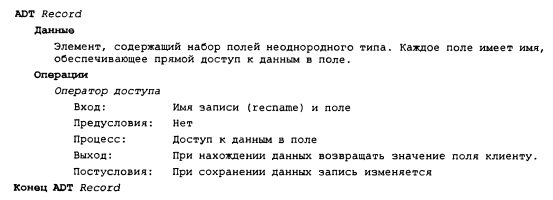 ADT Record
Данные
Элемент, содержащий набор полей неоднородного типа. Каждое поле имеет имя,
обеспечивающее прямой доступ к данным в поле.
Операции
Оператор доступа
Вход: Имя записи (recname) и поле
Предусловия: Нет
Процесс: Доступ к данным в поле
Выход: При нахождении данных возвращать значение поля клиенту.
Постусловия: При сохранении данных запись изменяется
Конец ADT Record